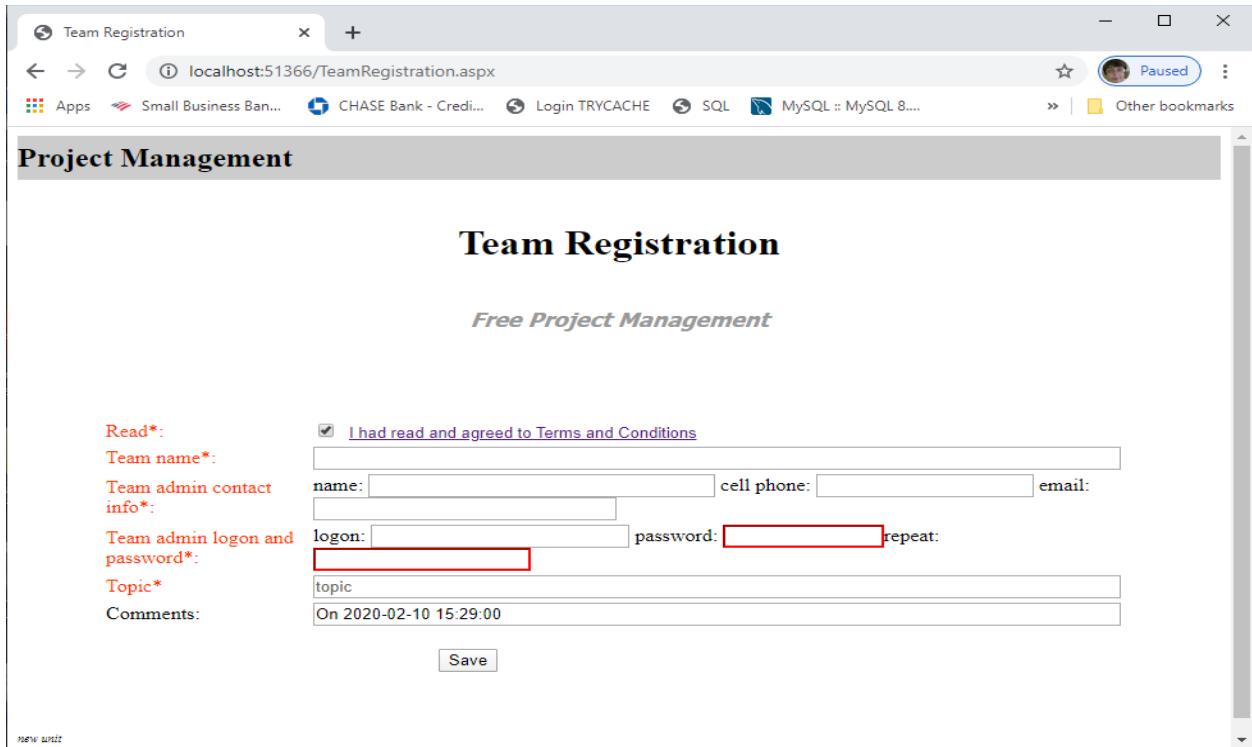 Team Registration
localhost:51366/TeamRegistration.aspx
Paused
Apps Small Business Ban... CHASE Bank - Credi... Login TRYCACHE SQL MySQL :: MySQL 8.... » Other bookmarks
Project Management
Team Registration
Free Project Management
Read*: I had read and agreed to Terms and Conditions
Team name*:
Team admin contact info*: name: cell phone: email:
Team admin logon and password*: logon: password: repeat:
Topic* topic
Comments: On 2020-02-10 15:29:00
Save
new unit